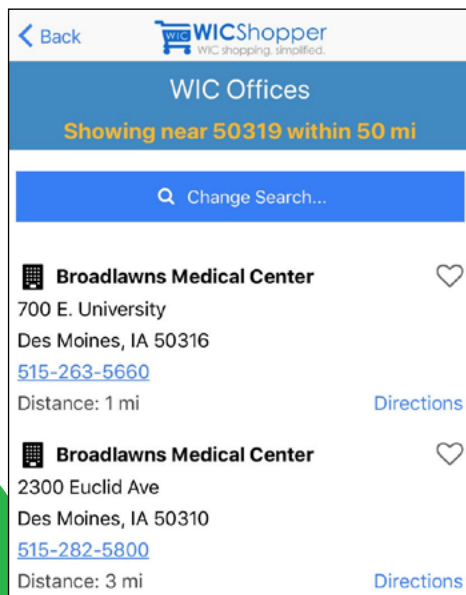 Back
WIC WICShopper
WIC shopping. simplified.
WIC Offices
Showing near 50319 within 50 mi
Change Search...
Broadlawns Medical Center
700 E. University
Des Moines, IA 50316
515-263-5660
Distance: 1 mi Directions
Broadlawns Medical Center
2300 Euclid Ave
Des Moines, IA 50310
515-282-5800
Distance: 3 mi Directions